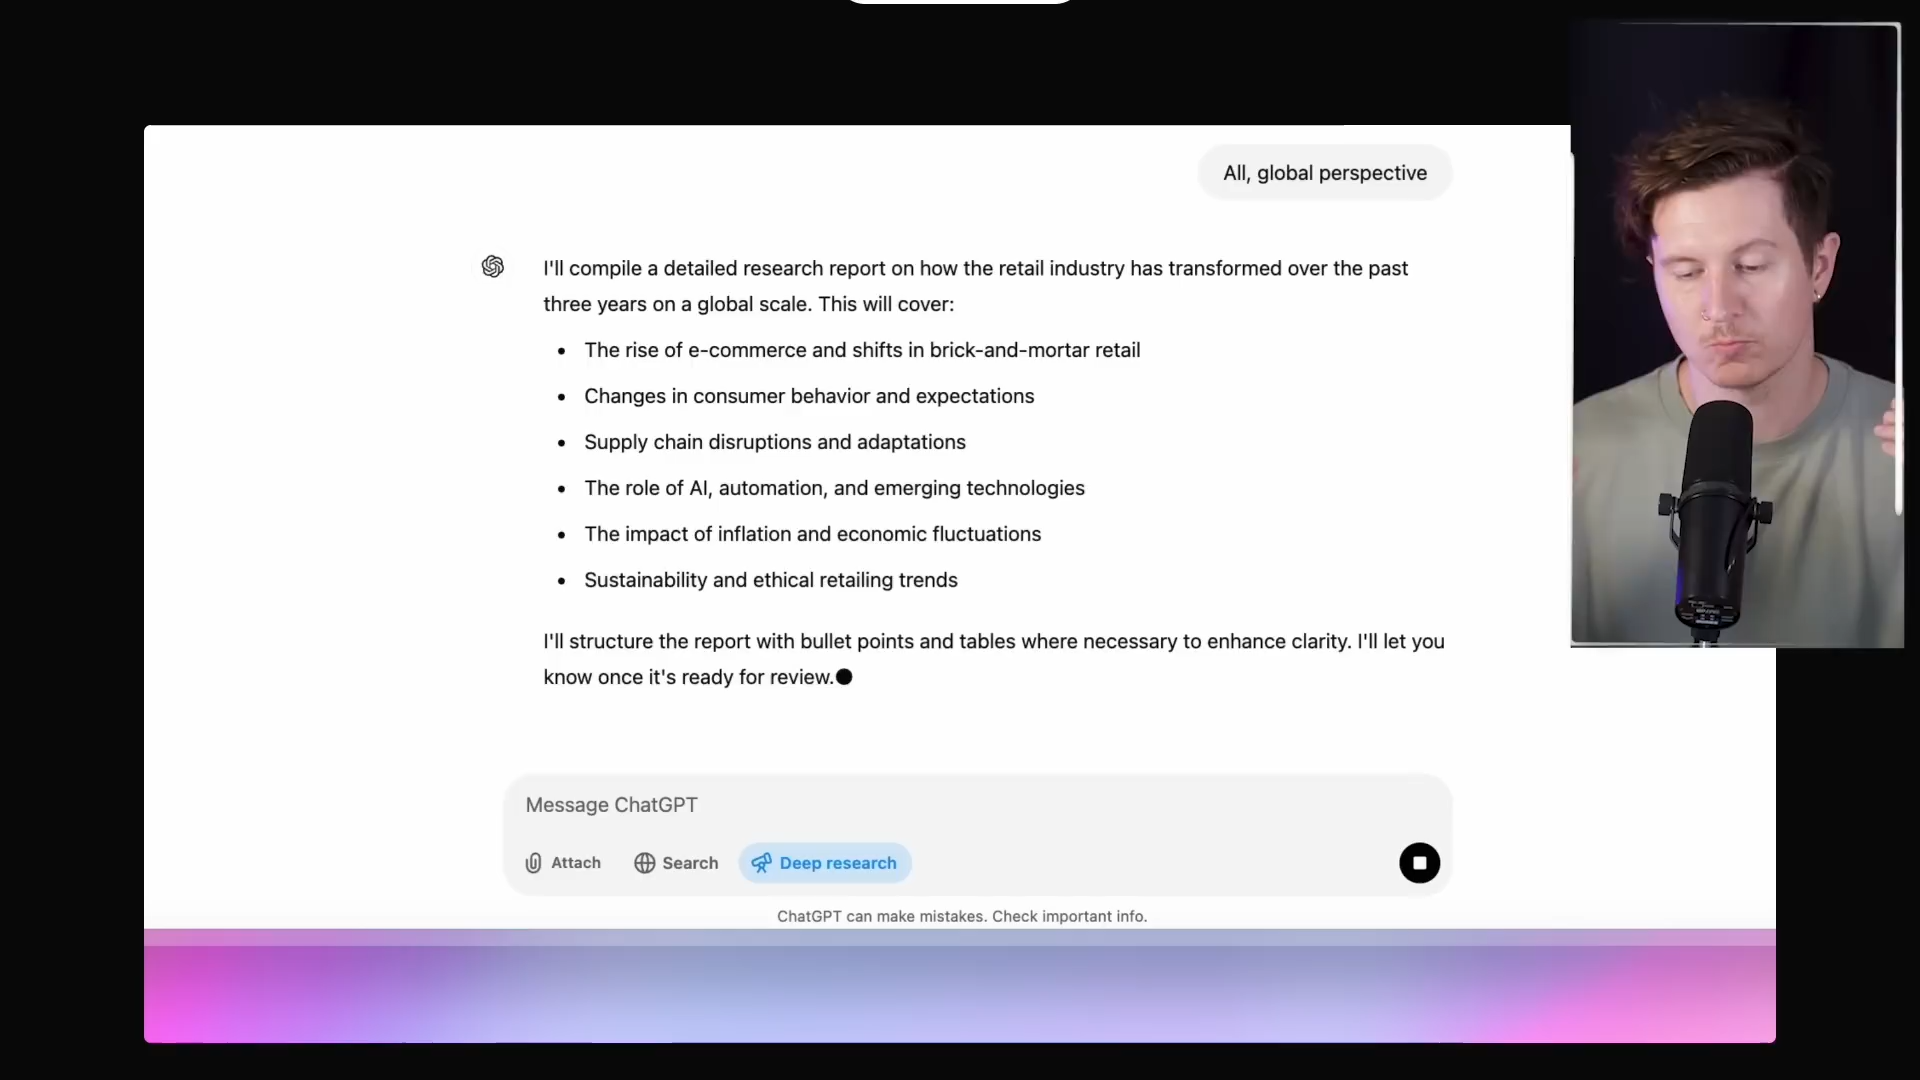 All, global perspective
I'll compile a detailed research report on how the retail industry has transformed over the past
three years on a global scale. This will cover:
• The rise of e-commerce and shifts in brick-and-mortar retail
• Changes in consumer behavior and expectations
• Supply chain disruptions and adaptations
• The role of AI, automation, and emerging technologies
• The impact of inflation and economic fluctuations
• Sustainability and ethical retailing trends
I'll structure the report with bullet points and tables where necessary to enhance clarity. I'll let you
know once it's ready for review.
Message ChatGPT
Attach Search Deep research
ChatGPT can make mistakes. Check important info.